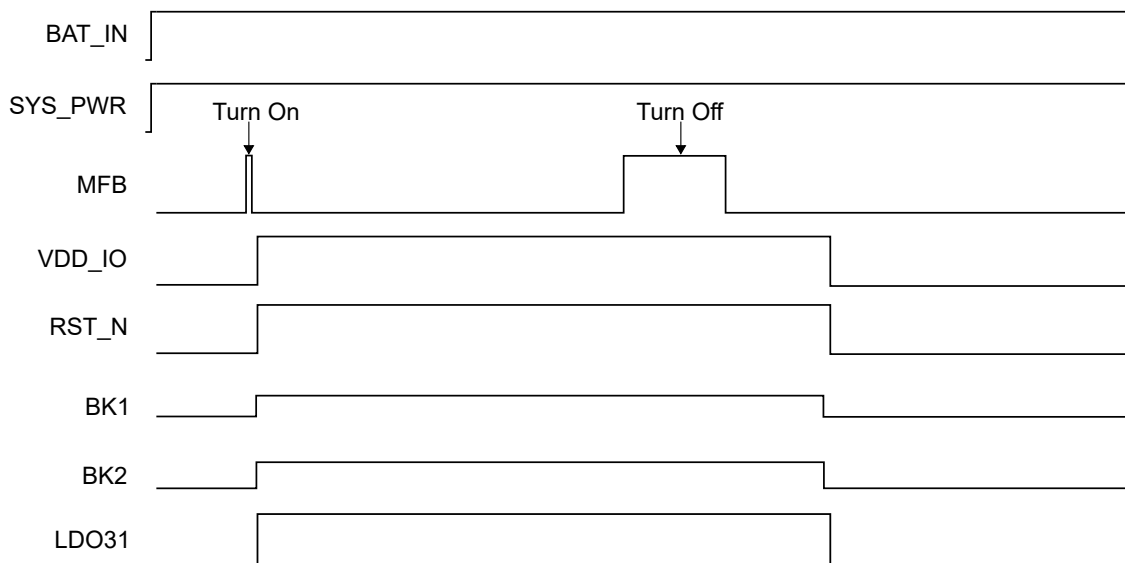 BAT_IN
SYS_PWR
Turn On
Turn Off
MFB
VDD_IO
RST_N
BK1
BK2
LDO31